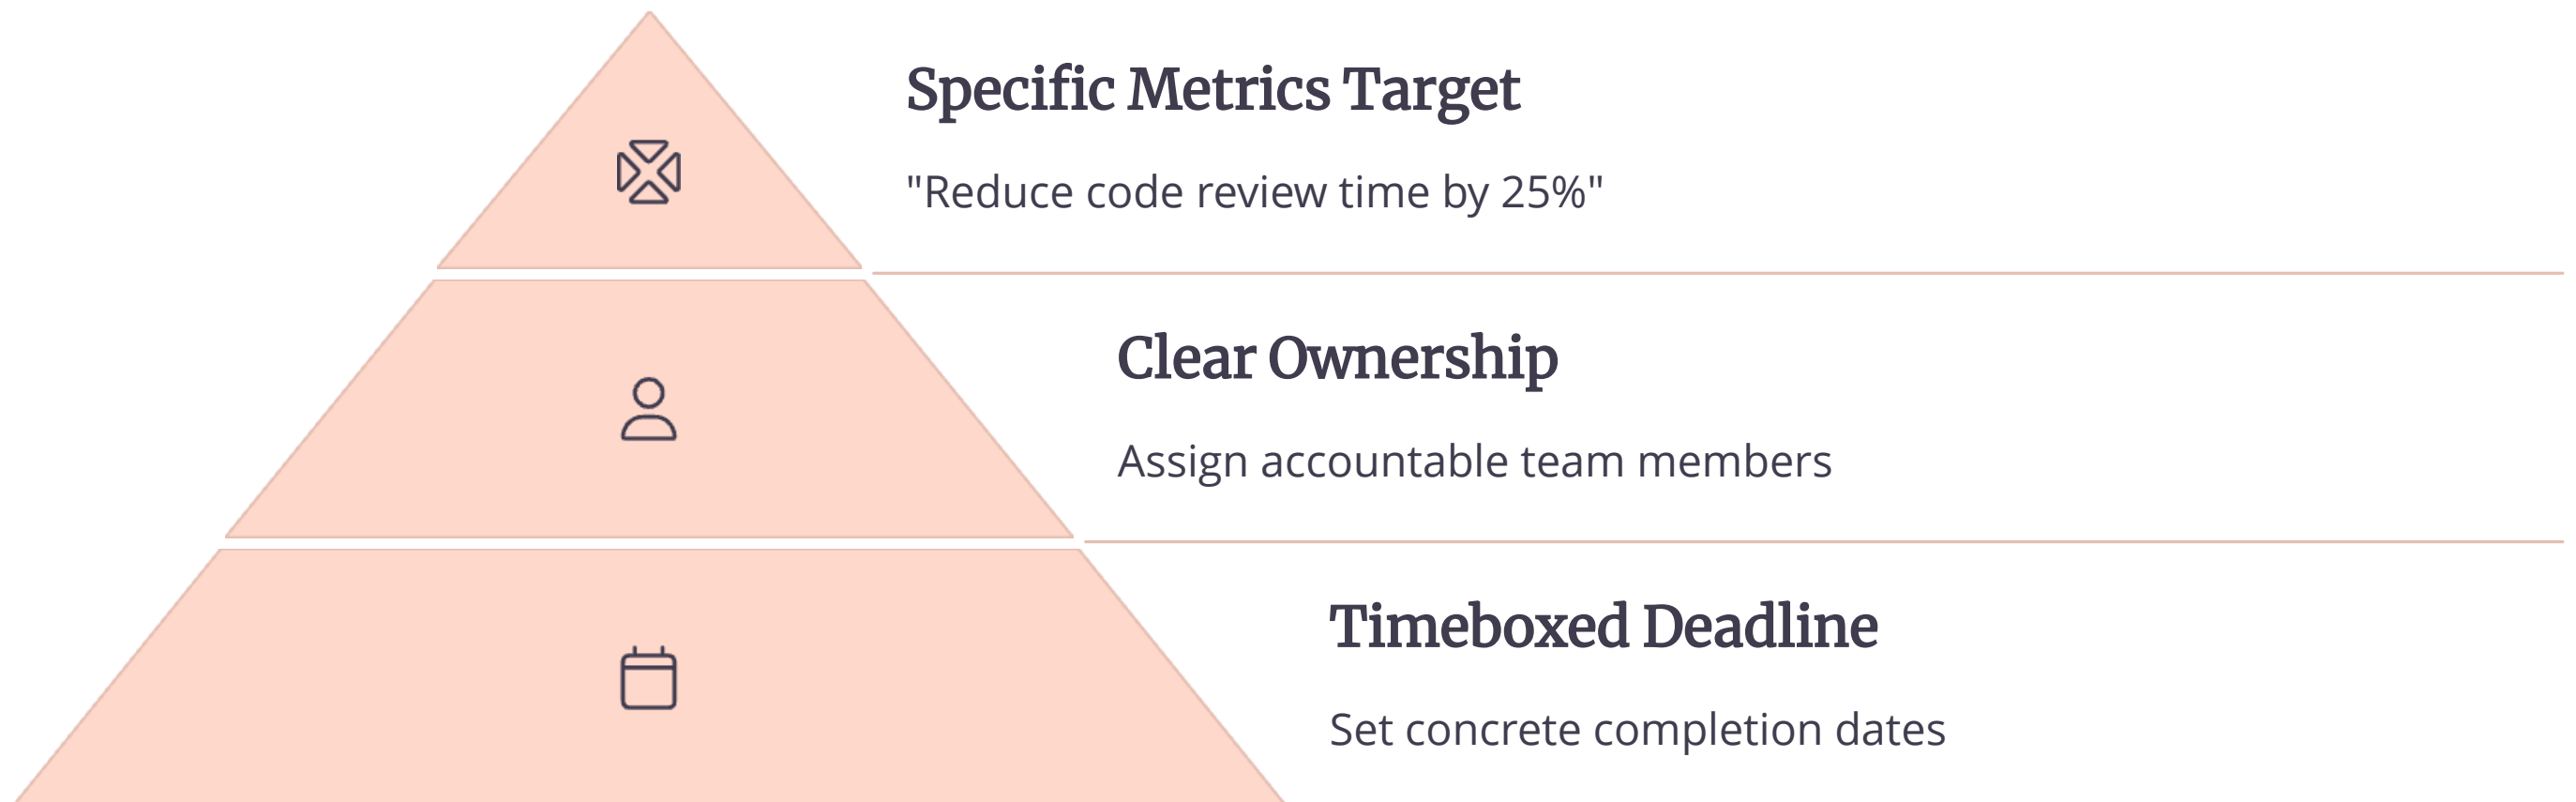 Specific Metrics Target
"Reduce code review time by 25%"
Clear Ownership
Assign accountable team members
Timeboxed Deadline
Set concrete completion dates